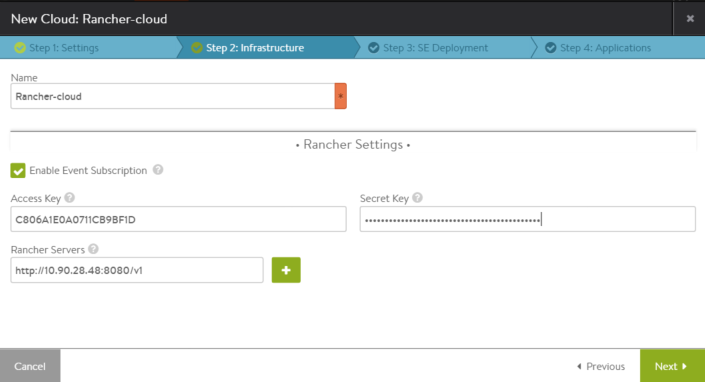 New Cloud: Rancher-cloud
Step 1: Settings
Step 2: Infrastructure
Step 3: SE Deployment
Step 4: Applications
Name
Rancher-cloud
• Rancher Settings •
Enable Event Subscription
Access Key
Secret Key
C806A1E0A0711CB9BF1D
Rancher Servers
http://10.90.28.48:8080/v1
Cancel
Previous
Next